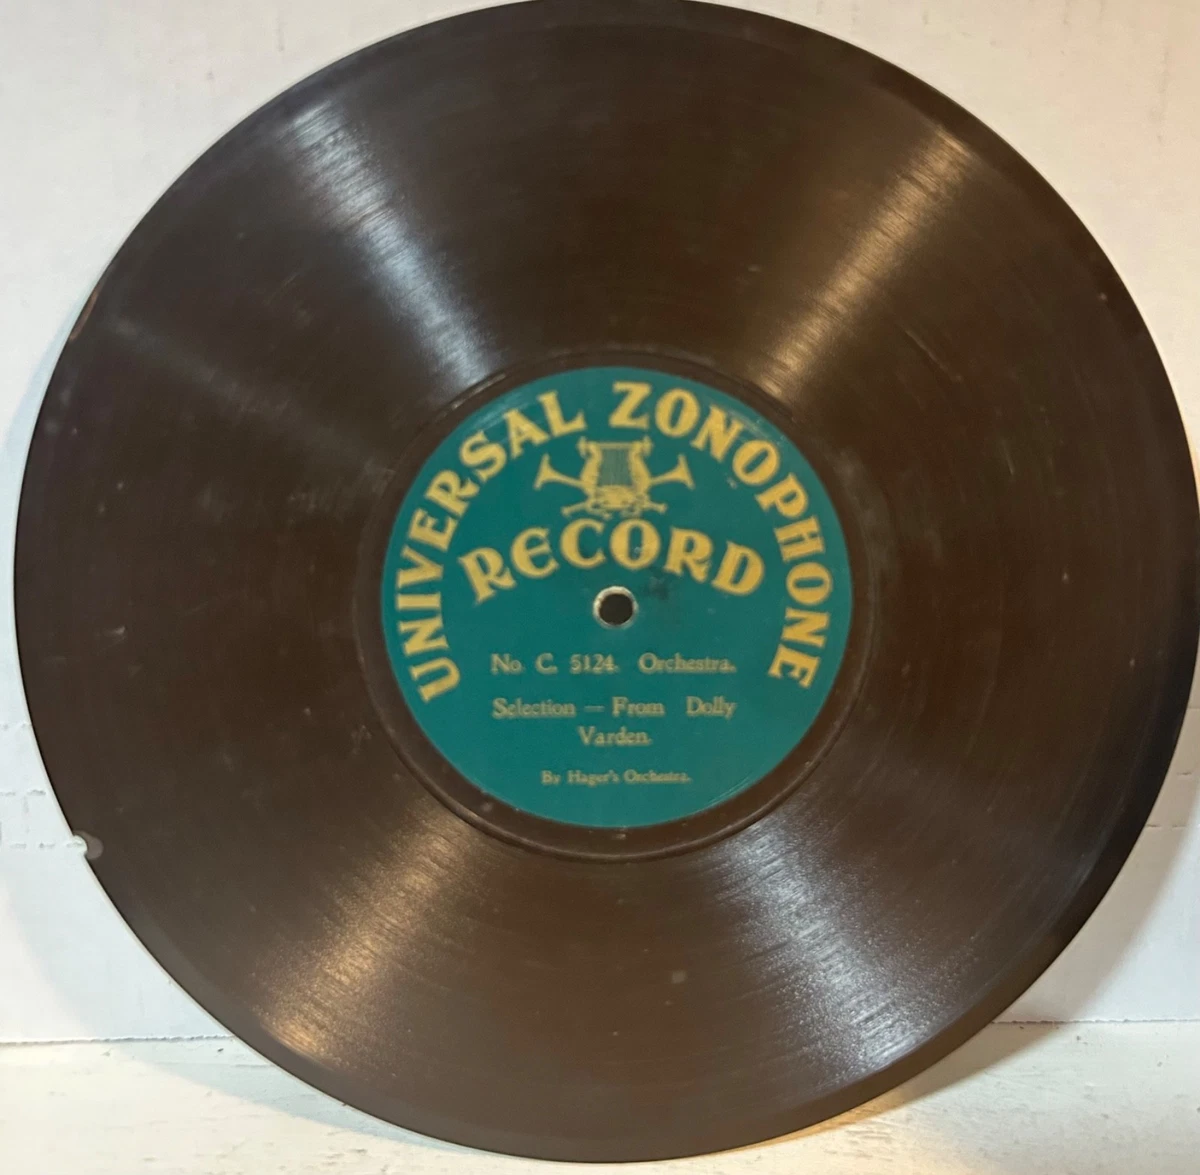 UNIVERSAL ZONOPHONE
RECORD
No. C. 5124. Orchestra.
Selection — From Dolly
Varden.
By Hager's Orchestra.